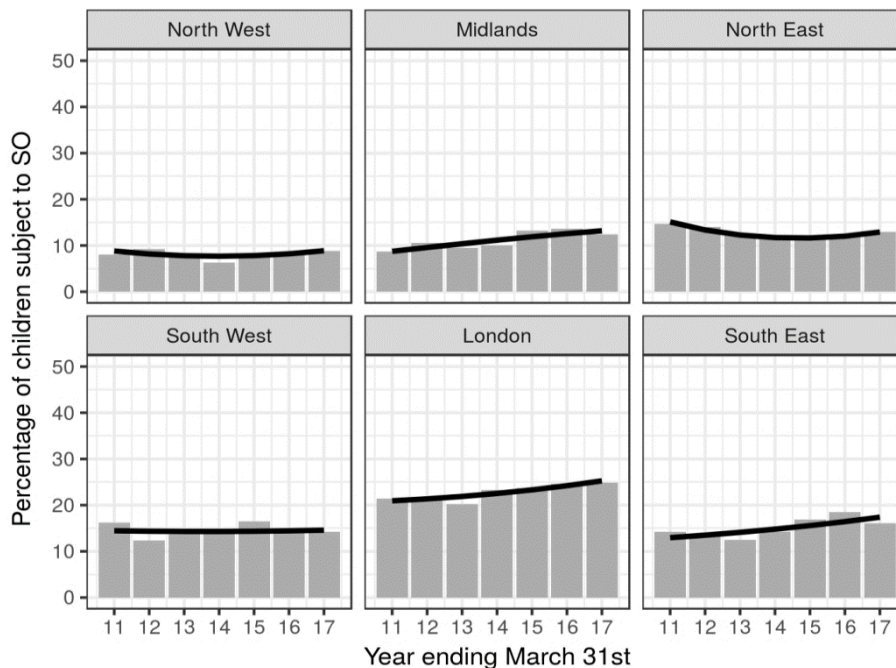 North West Midlands North East
50
40
30
20
10
0
South West London South East
50
40
30
20
10
0
11 12 13 14 15 16 17 11 12 13 14 15 16 17 11 12 13 14 15 16 17
Year ending March 31st
Percentage of children subject to SO